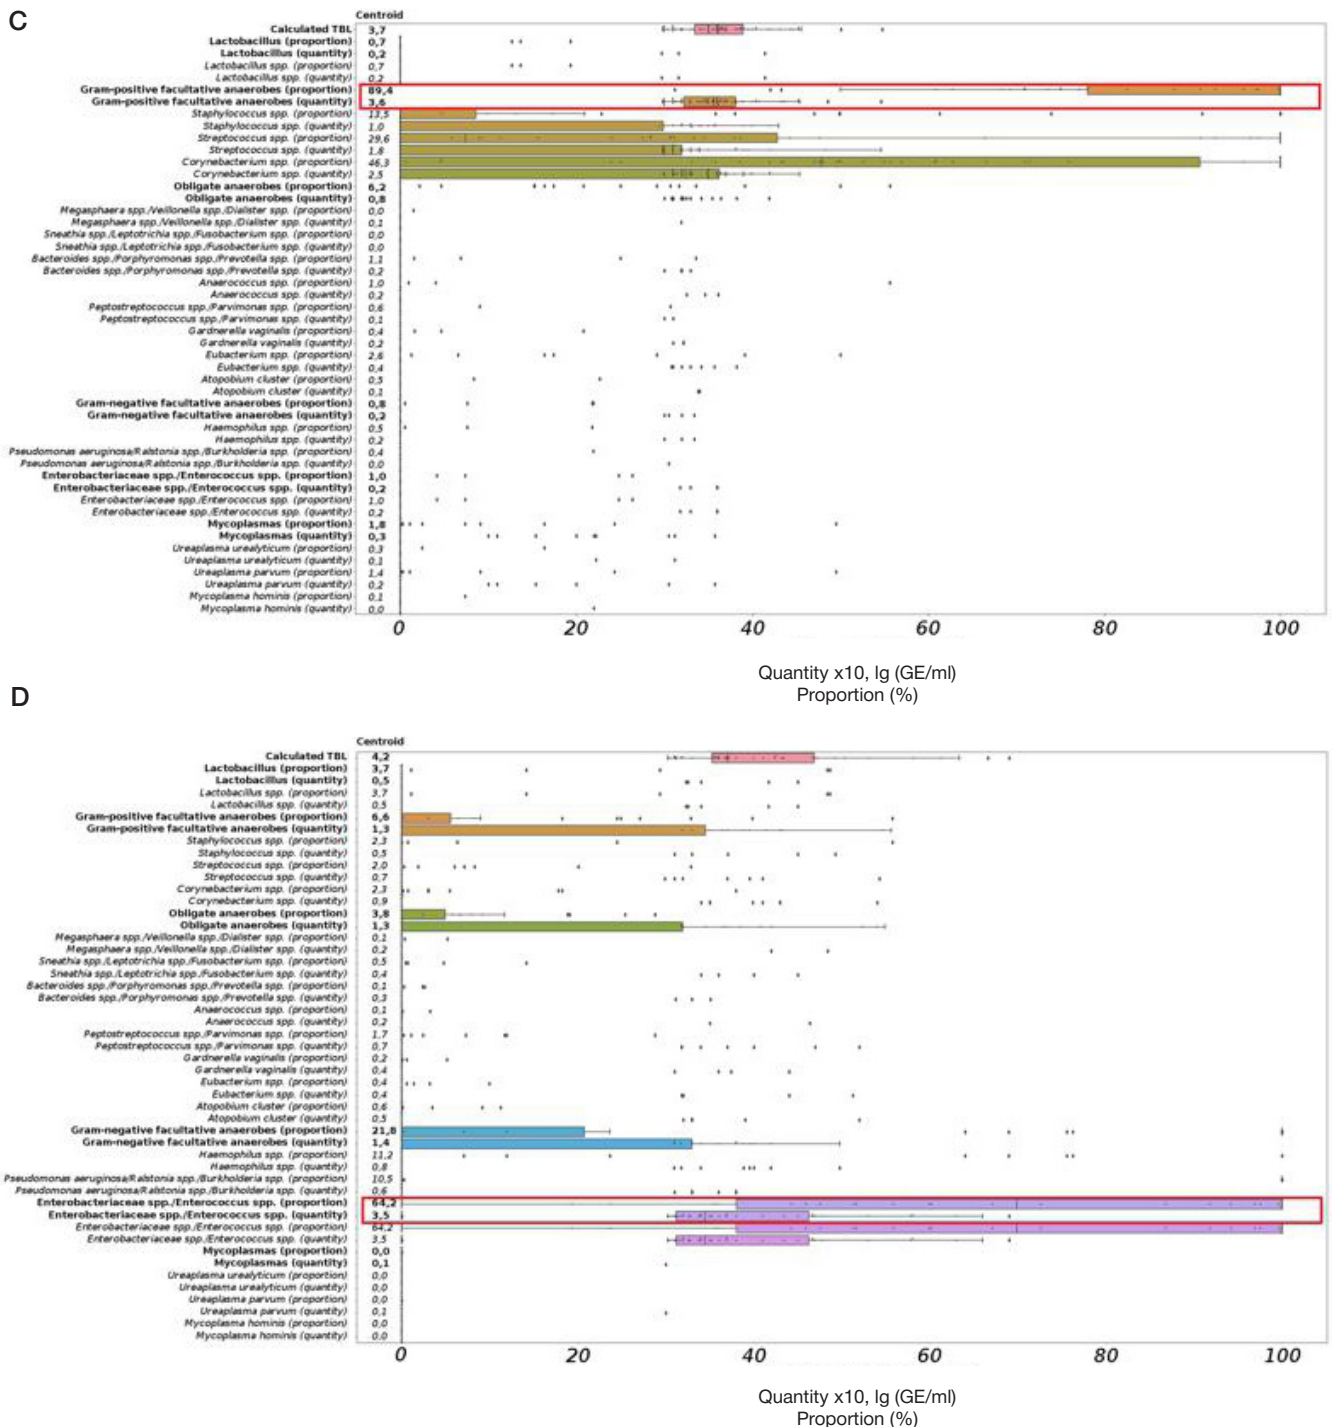 C
Centroid
Calculated TBL 3,7
Lactobacillus (proportion) 0,7
Lactobacillus (quantity) 0,2
Lactobacillus spp. (proportion) 0,7
Lactobacillus spp. (quantity) 0,2
Gram-positive facultative anaerobes (proportion) 89,4
Gram-positive facultative anaerobes (quantity) 3,6
Staphylococcus spp. (proportion) 13,5
Staphylococcus spp. (quantity) 1,0
Streptococcus spp. (proportion) 29,6
Streptococcus spp. (quantity) 1,8
Corynebacterium spp. (proportion) 46,3
Corynebacterium spp. (quantity) 2,5
Obligate anaerobes (proportion) 6,2
Obligate anaerobes (quantity) 0,8
Megasphaera spp./Veillonella spp./Dialister spp. (proportion) 0,0
Megasphaera spp./Veillonella spp./Dialister spp. (quantity) 0,1
Sneathia spp./Leptotrichia spp./Fusobacterium spp. (proportion) 0,0
Sneathia spp./Leptotrichia spp./Fusobacterium spp. (quantity) 0,0
Bacteroides spp./Porphyromonas spp./Prevotella spp. (proportion) 1,1
Bacteroides spp./Porphyromonas spp./Prevotella spp. (quantity) 0,2
Anaerococcus spp. (proportion) 1,0
Anaerococcus spp. (quantity) 0,2
Peptostreptococcus spp./Parvimonas spp. (proportion) 0,6
Peptostreptococcus spp./Parvimonas spp. (quantity) 0,1
Gardnerella vaginalis (proportion) 0,4
Gardnerella vaginalis (quantity) 0,2
Eubacterium spp. (proportion) 2,6
Eubacterium spp. (quantity) 0,4
Atopobium cluster (proportion) 0,5
Atopobium cluster (quantity) 0,1
Gram-negative facultative anaerobes (proportion) 0,8
Gram-negative facultative anaerobes (quantity) 0,2
Haemophilus spp. (proportion) 0,5
Haemophilus spp. (quantity) 0,2
Pseudomonas aeruginosa/Ralstonia spp./Burkholderia spp. (proportion) 0,4
Pseudomonas aeruginosa/Ralstonia spp./Burkholderia spp. (quantity) 0,0
Enterobacteriaceae spp./Enterococcus spp. (proportion) 1,0
Enterobacteriaceae spp./Enterococcus spp. (quantity) 0,2
Enterobacteriaceae spp./Enterococcus spp. (proportion) 1,0
Enterobacteriaceae spp./Enterococcus spp. (quantity) 0,2
Mycoplasmas (proportion) 1,8
Mycoplasmas (quantity) 0,3
Ureaplasma urealyticum (proportion) 0,3
Ureaplasma urealyticum (quantity) 0,1
Ureaplasma parvum (proportion) 1,4
Ureaplasma parvum (quantity) 0,2
Mycoplasma hominis (proportion) 0,1
Mycoplasma hominis (quantity) 0,0
0 20 40 60 80 100
Quantity x10, lg (GE/ml)
Proportion (%)
D
Centroid
Calculated TBL 4,2
Lactobacillus (proportion) 3,7
Lactobacillus (quantity) 0,5
Lactobacillus spp. (proportion) 3,7
Lactobacillus spp. (quantity) 0,5
Gram-positive facultative anaerobes (proportion) 6,6
Gram-positive facultative anaerobes (quantity) 1,3
Staphylococcus spp. (proportion) 2,3
Staphylococcus spp. (quantity) 0,5
Streptococcus spp. (proportion) 2,0
Streptococcus spp. (quantity) 0,7
Corynebacterium spp. (proportion) 2,3
Corynebacterium spp. (quantity) 0,9
Obligate anaerobes (proportion) 3,8
Obligate anaerobes (quantity) 1,3
Megasphaera spp./Veillonella spp./Dialister spp. (proportion) 0,1
Megasphaera spp./Veillonella spp./Dialister spp. (quantity) 0,2
Sneathia spp./Leptotrichia spp./Fusobacterium spp. (proportion) 0,5
Sneathia spp./Leptotrichia spp./Fusobacterium spp. (quantity) 0,4
Bacteroides spp./Porphyromonas spp./Prevotella spp. (proportion) 0,1
Bacteroides spp./Porphyromonas spp./Prevotella spp. (quantity) 0,3
Anaerococcus spp. (proportion) 0,1
Anaerococcus spp. (quantity) 0,2
Peptostreptococcus spp./Parvimonas spp. (proportion) 1,7
Peptostreptococcus spp./Parvimonas spp. (quantity) 0,7
Gardnerella vaginalis (proportion) 0,2
Gardnerella vaginalis (quantity) 0,4
Eubacterium spp. (proportion) 0,4
Eubacterium spp. (quantity) 0,4
Atopobium cluster (proportion) 0,6
Atopobium cluster (quantity) 0,5
Gram-negative facultative anaerobes (proportion) 21,8
Gram-negative facultative anaerobes (quantity) 1,4
Haemophilus spp. (proportion) 11,2
Haemophilus spp. (quantity) 0,8
Pseudomonas aeruginosa/Ralstonia spp./Burkholderia spp. (proportion) 10,5
Pseudomonas aeruginosa/Ralstonia spp./Burkholderia spp. (quantity) 0,6
Enterobacteriaceae spp./Enterococcus spp. (proportion) 64,2
Enterobacteriaceae spp./Enterococcus spp. (quantity) 3,5
Enterobacteriaceae spp./Enterococcus spp. (proportion) 64,2
Enterobacteriaceae spp./Enterococcus spp. (quantity) 3,5
Mycoplasmas (proportion) 0,0
Mycoplasmas (quantity) 0,1
Ureaplasma urealyticum (proportion) 0,0
Ureaplasma urealyticum (quantity) 0,0
Ureaplasma parvum (proportion) 0,0
Ureaplasma parvum (quantity) 0,1
Mycoplasma hominis (proportion) 0,0
Mycoplasma hominis (quantity) 0,0
0 20 40 60 80 100
Quantity x10, lg (GE/ml)
Proportion (%)